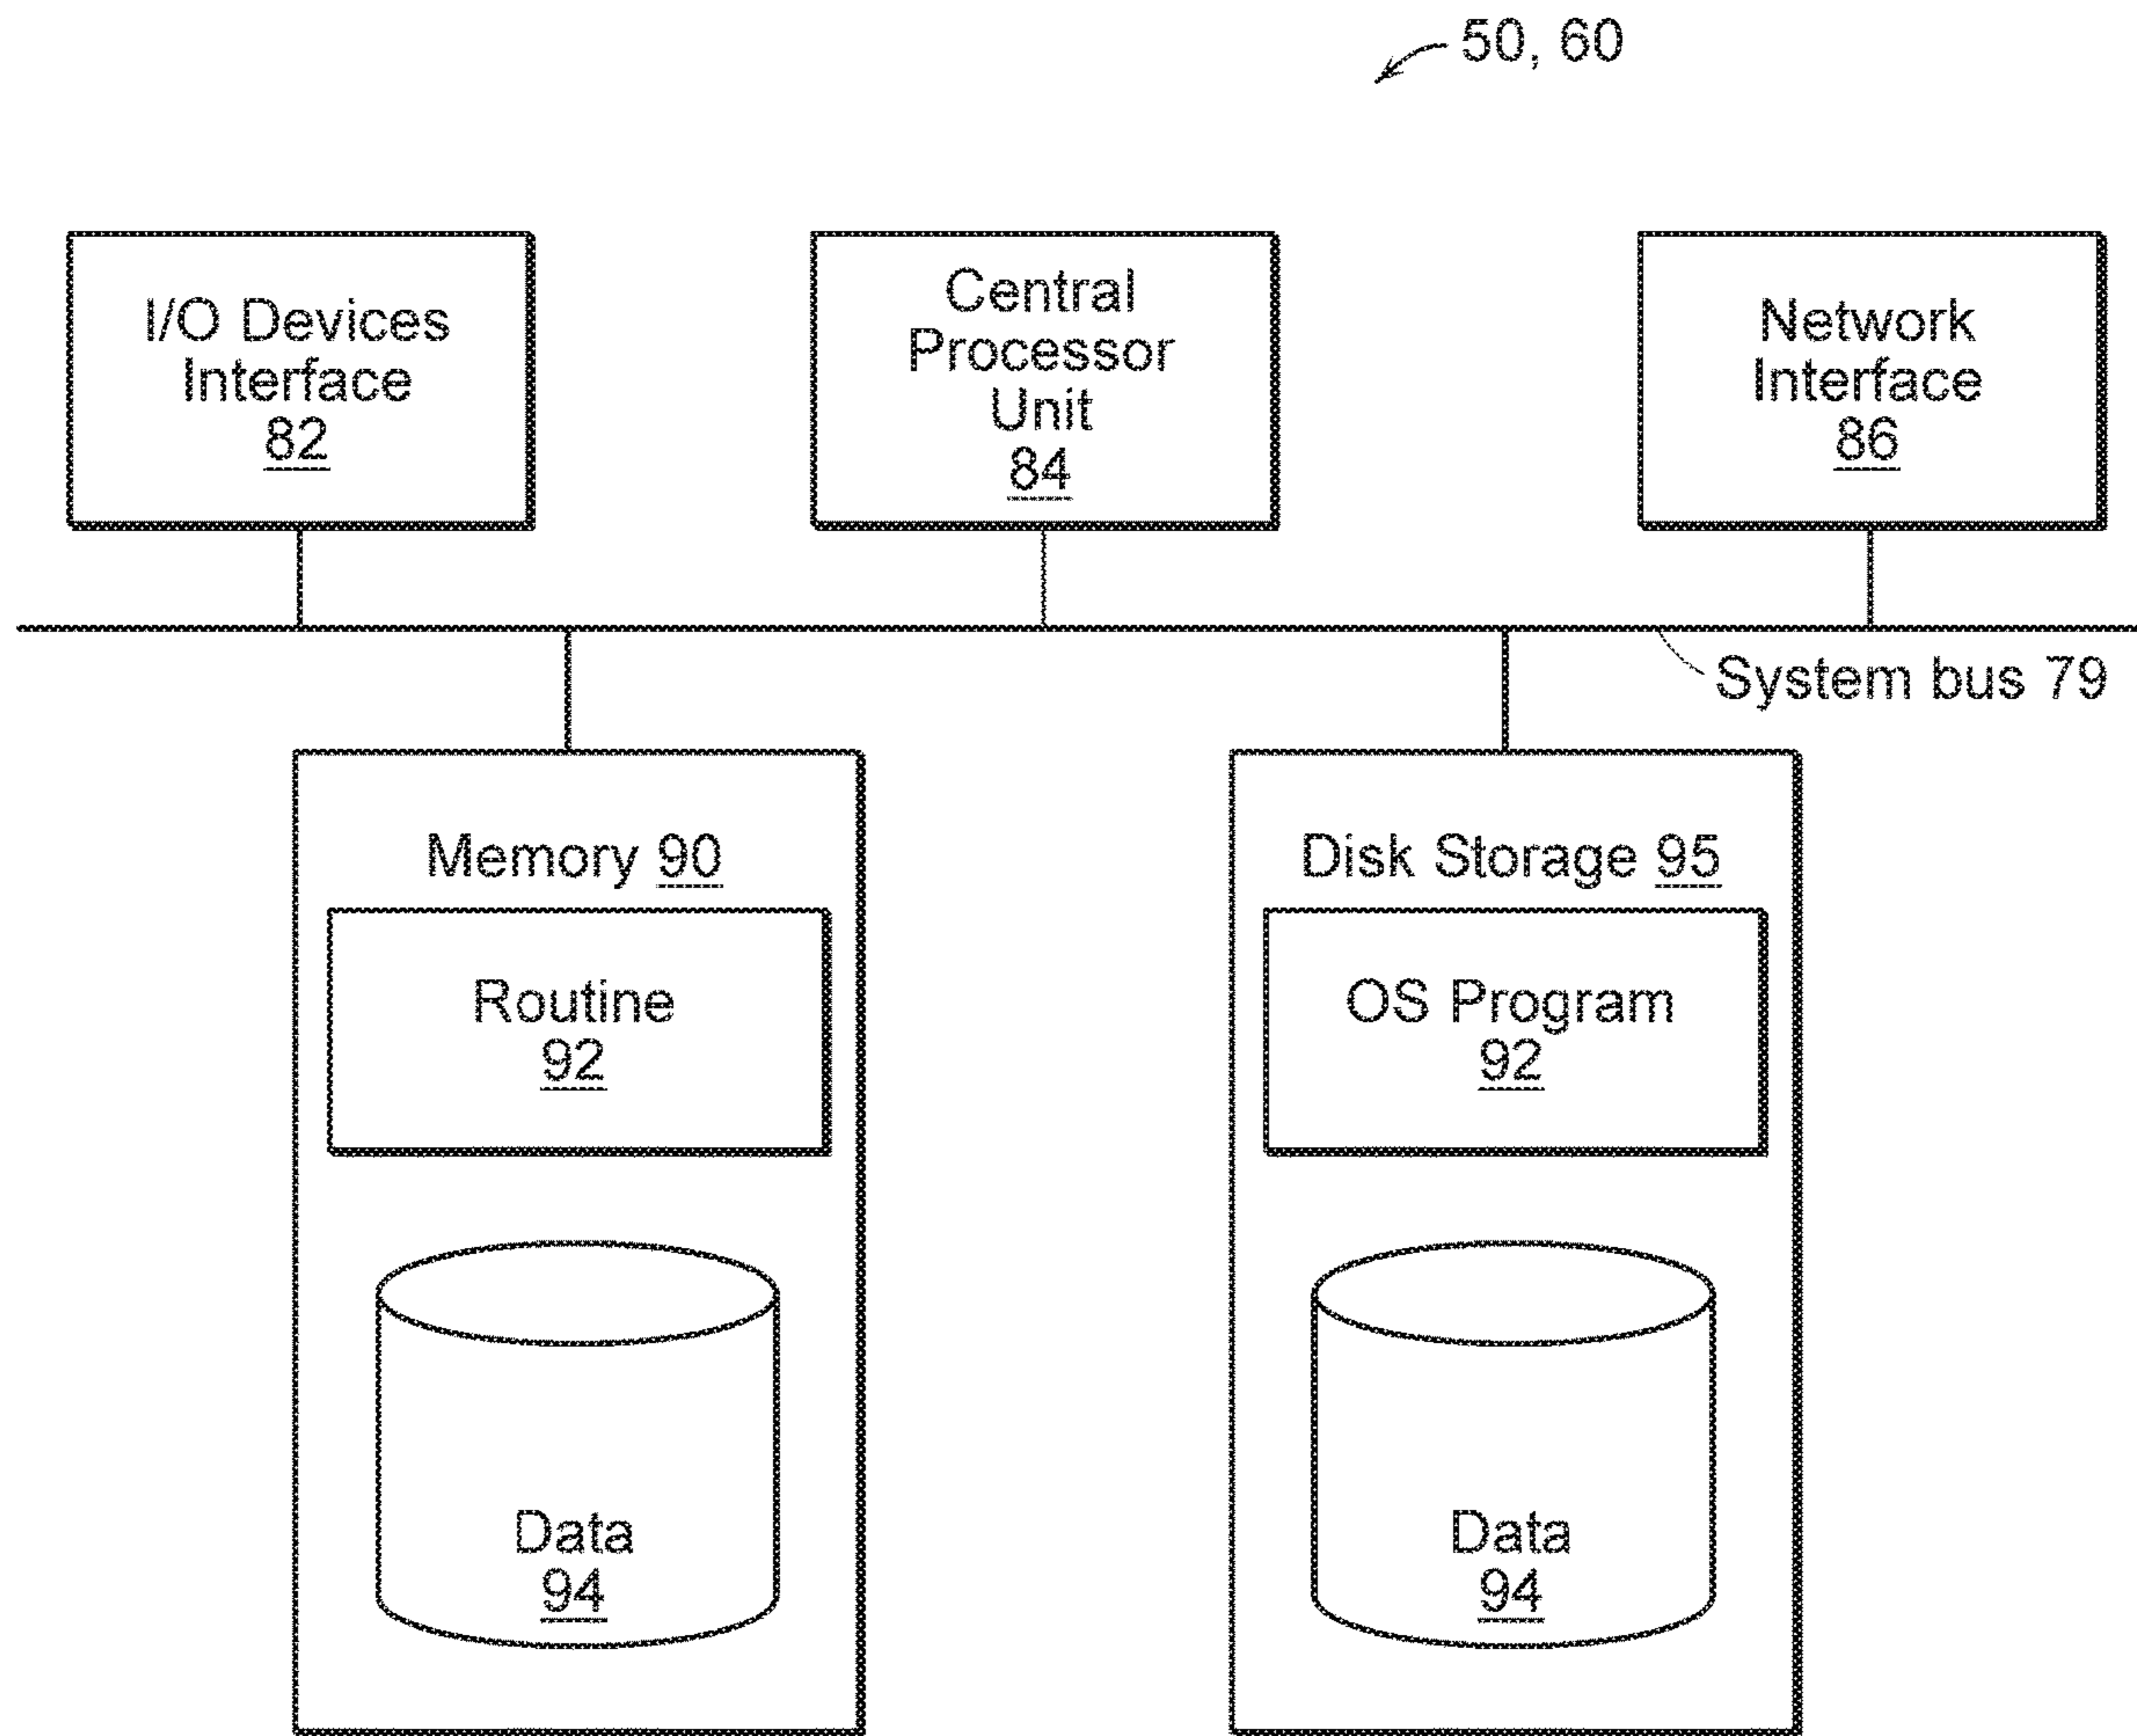 50, 60
I/O Devices
Interface
82
Central
Processor
Unit
84
Network
Interface
86
System bus 79
Memory 90
Routine
92
Data
94
Disk Storage 95
OS Program
92
Data
94